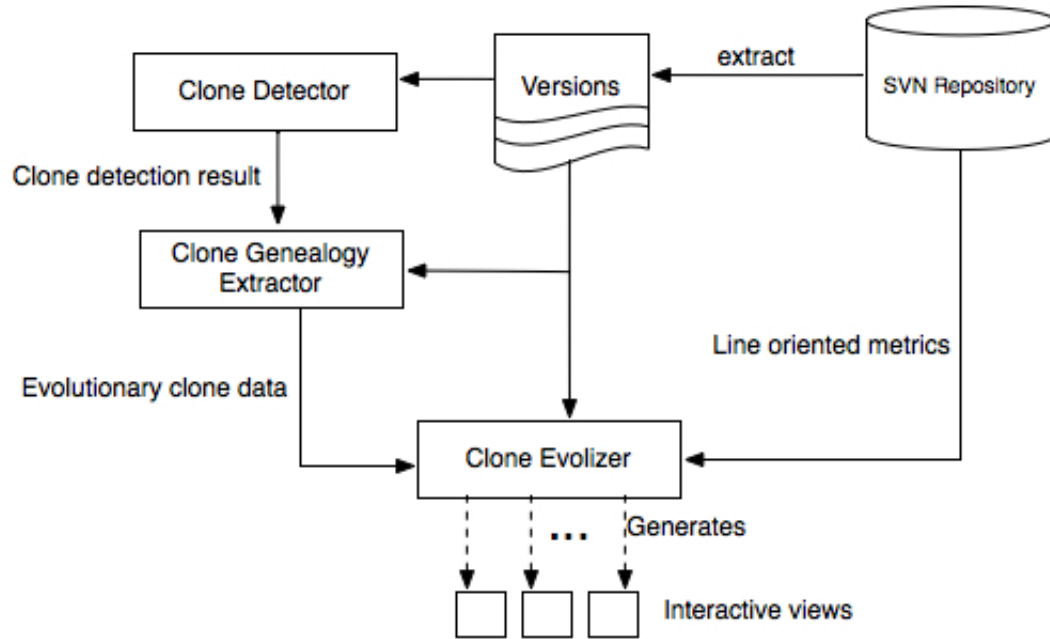 extract
Clone Detector
Versions
SVN Repository
Clone detection result
Clone Genealogy
Extractor
Line oriented metrics
Evolutionary clone data
Clone Evolizer
...
Generates
Interactive views